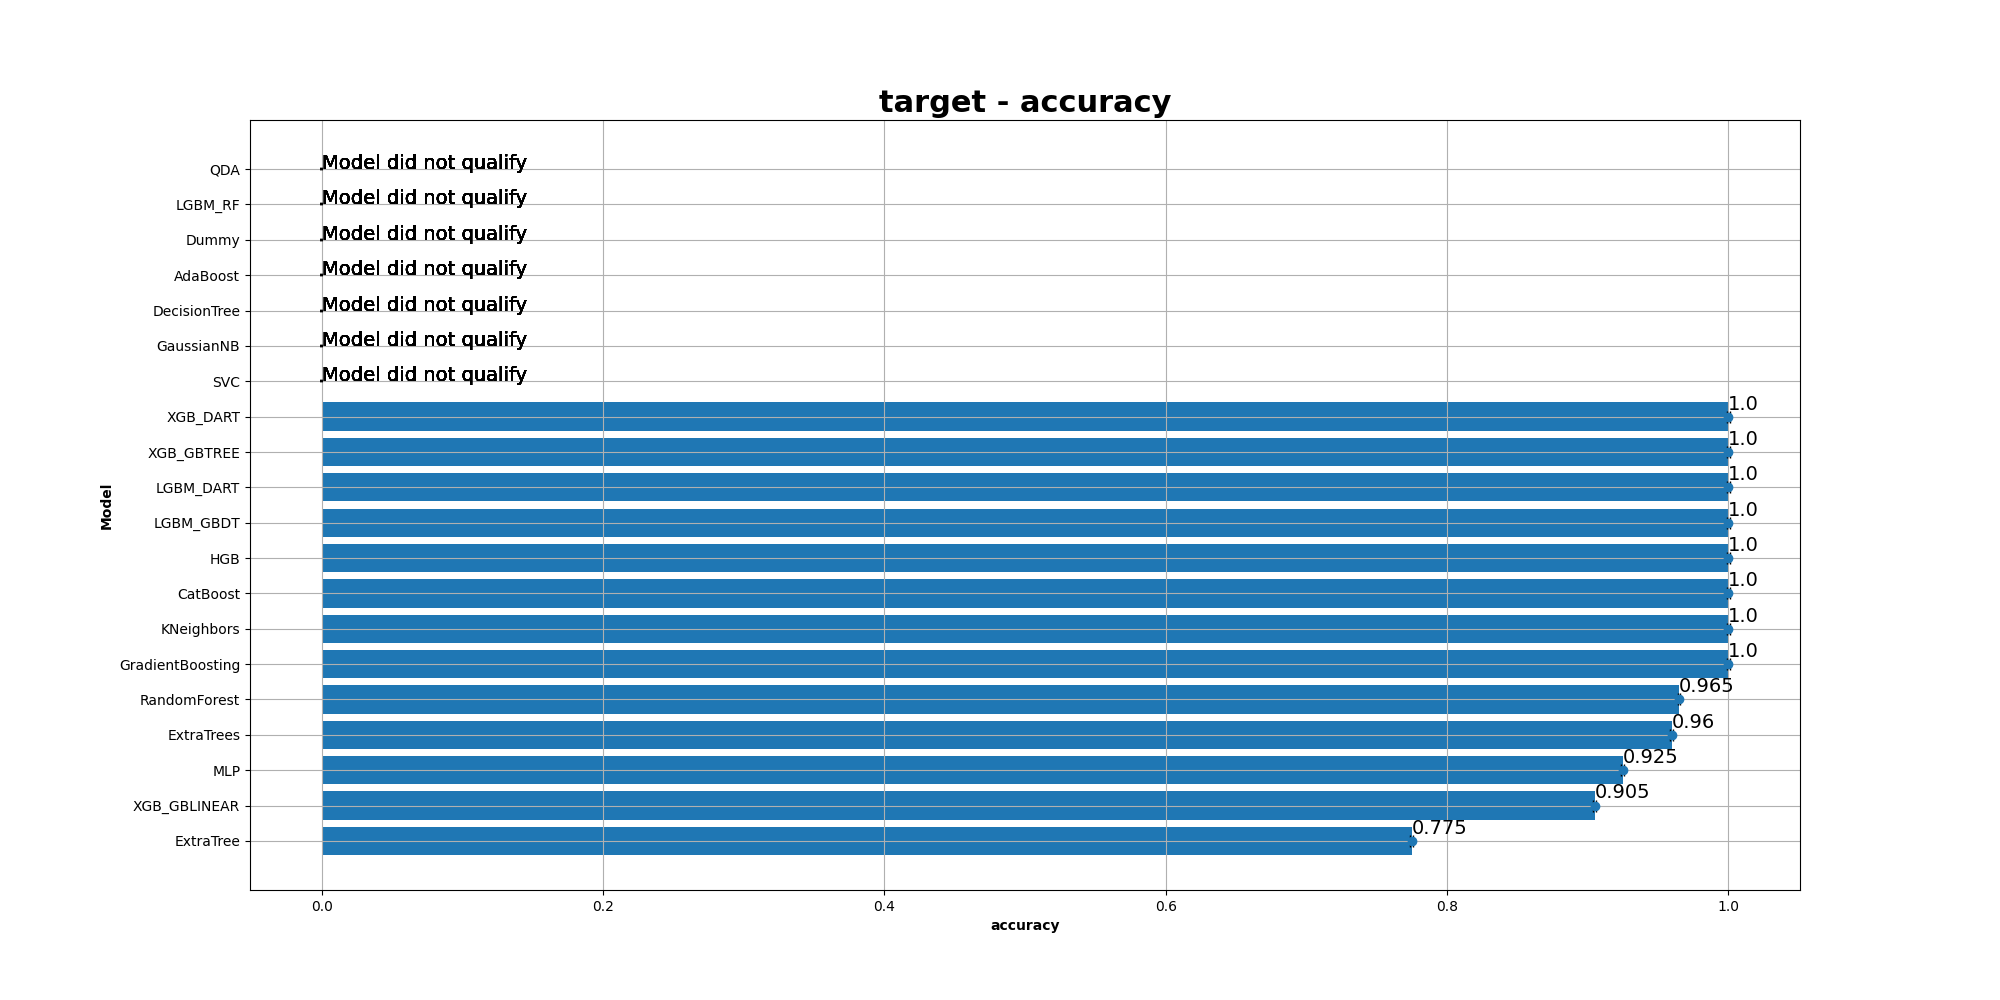 target - accuracy
QDA Model did not qualify
LGBM_RF Model did not qualify
Dummy Model did not qualify
AdaBoost Model did not qualify
DecisionTree Model did not qualify
GaussianNB Model did not qualify
SVC Model did not qualify
XGB_DART 1.0
XGB_GBTREE 1.0
LGBM_DART 1.0
LGBM_GBDT 1.0
HGB 1.0
CatBoost 1.0
KNeighbors 1.0
GradientBoosting 1.0
RandomForest 0.965
ExtraTrees 0.96
MLP 0.925
XGB_GBLINEAR 0.905
ExtraTree 0.775
Model
0.0 0.2 0.4 0.6 0.8 1.0
accuracy